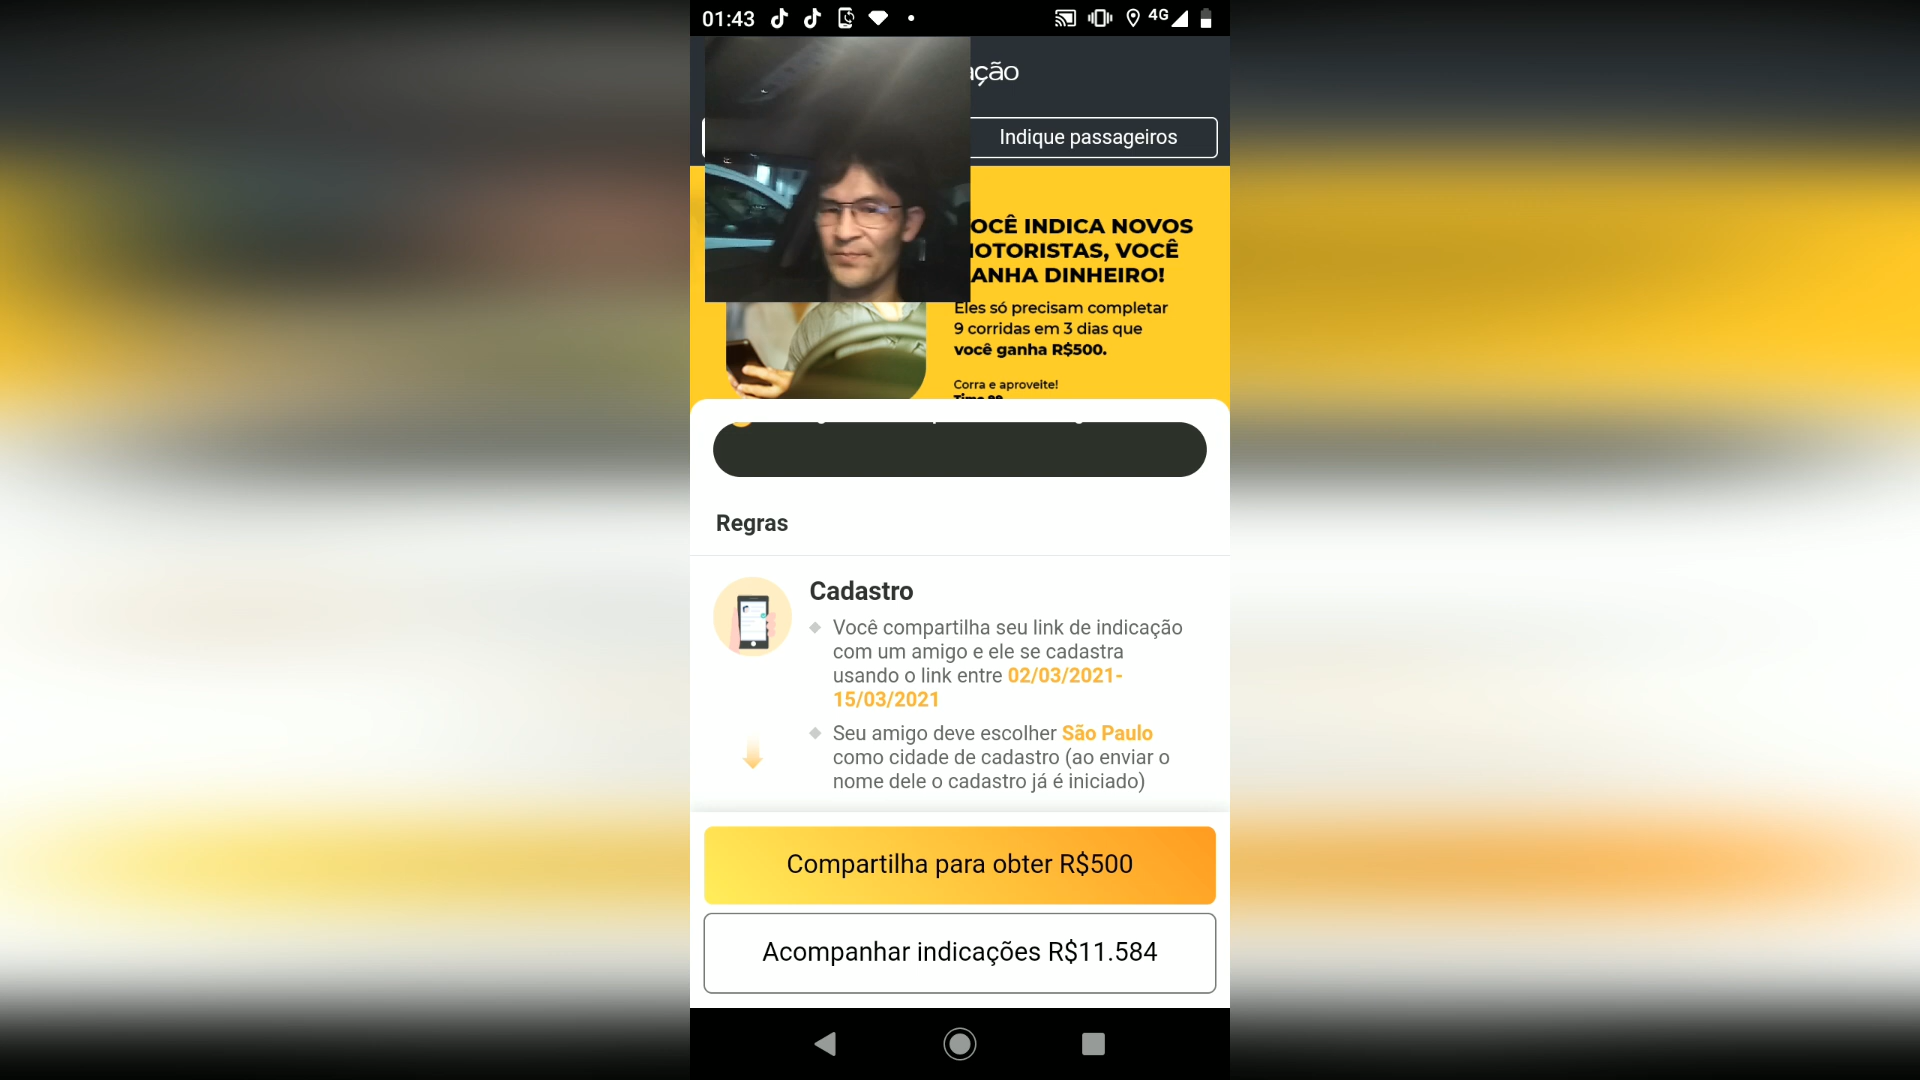 01:43
4G
ação
Indique passageiros
OCÊ INDICA NOVOS
OTORISTAS, VOCÊ
ANHA DINHEIRO!
Eles só precisam completar
9 corridas em 3 dias que
você ganha R$500.
Corra e aproveite!
Time 99
Regras
Cadastro
Você compartilha seu link de indicação
com um amigo e ele se cadastra
usando o link entre 02/03/2021-
15/03/2021
Seu amigo deve escolher São Paulo
como cidade de cadastro (ao enviar o
nome dele o cadastro já é iniciado)
Compartilha para obter R$500
Acompanhar indicações R$11.584